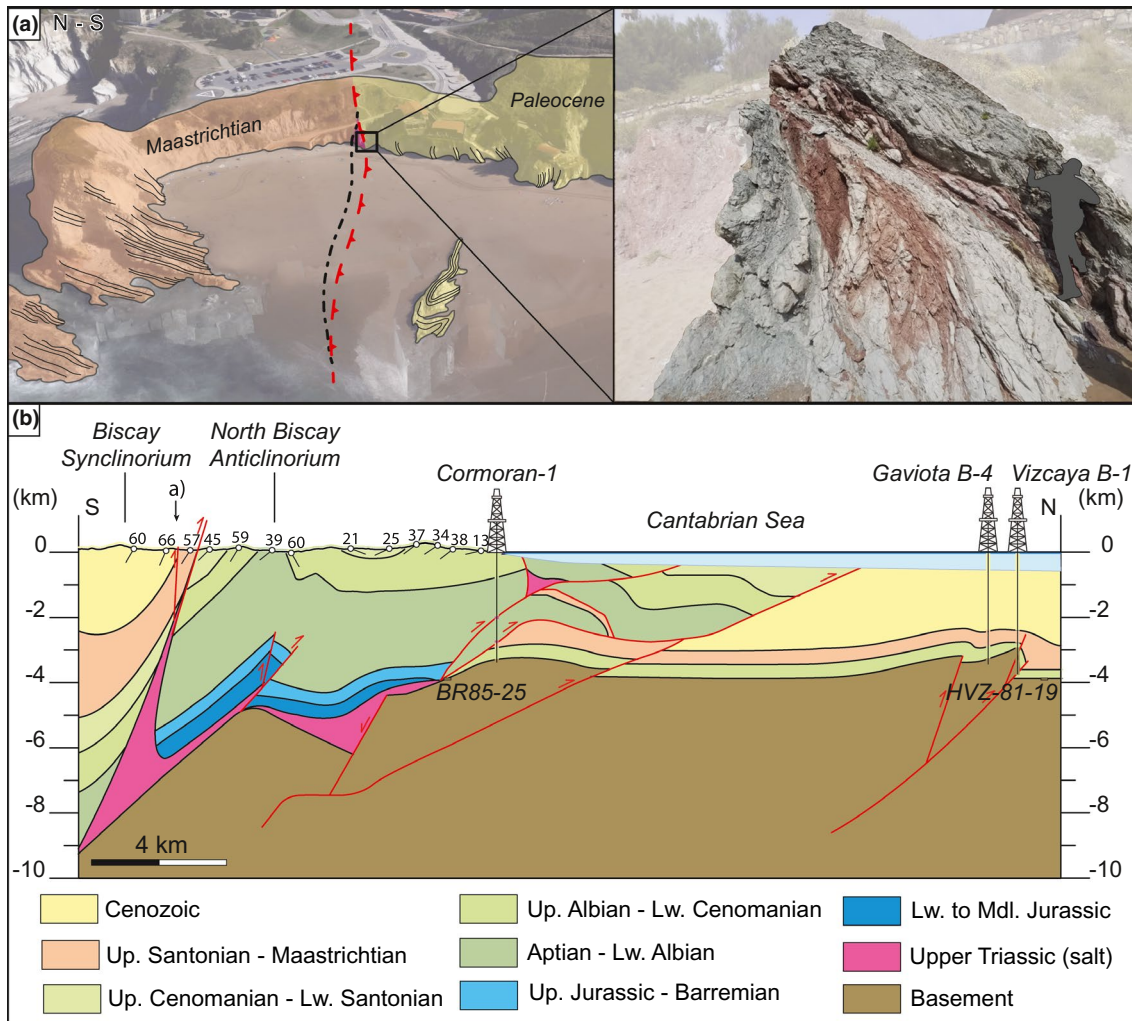 (a)
N - S
Maastrichtian
Paleocene
(b)
Biscay
Synclinorium
North Biscay
Anticlinorium
Cormoran-1
Gaviota B-4
Vizcaya B-1
(km)
S
a)
N
(km)
Cantabrian Sea
60
66
57
45
59
39
60
21
25
37
34
38
13
0
-2
-4
-6
-8
-10
0
-2
-4
-6
-8
-10
BR85-25
HVZ-81-19
4 km
Cenozoic
Up. Santonian - Maastrichtian
Up. Cenomanian - Lw. Santonian
Up. Albian - Lw. Cenomanian
Aptian - Lw. Albian
Up. Jurassic - Barremian
Lw. to Mdl. Jurassic
Upper Triassic (salt)
Basement